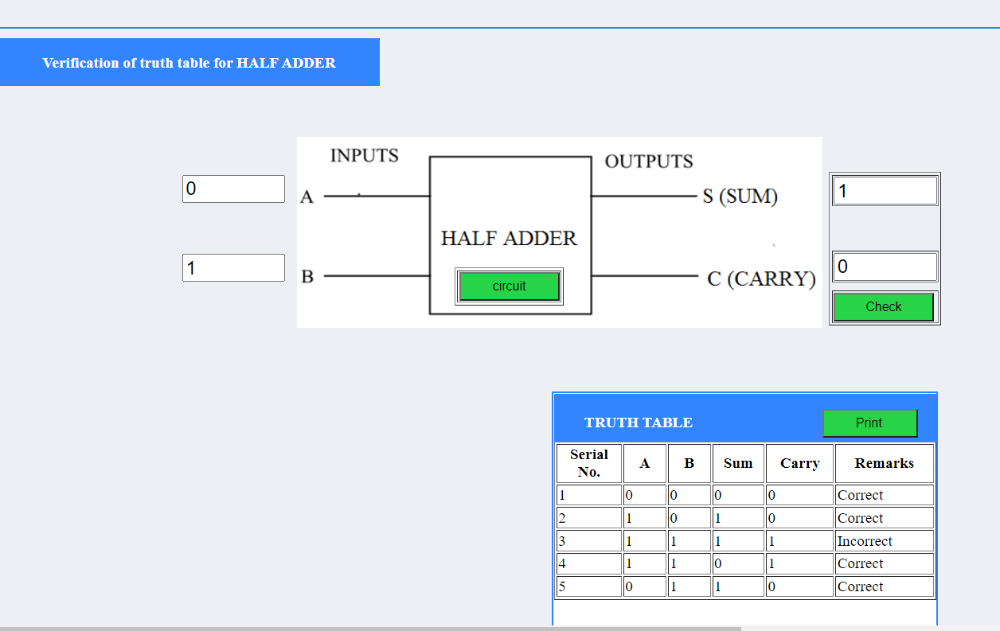 Verification of truth table for HALF ADDER
INPUTS
OUTPUTS
0
A
S (SUM)
1
HALF ADDER
1
B
circuit
C (CARRY)
0
Check
TRUTH TABLE
Print
Serial No. A B Sum Carry Remarks
1 0 0 0 0 Correct
2 1 0 1 0 Correct
3 1 1 1 1 Incorrect
4 1 1 0 1 Correct
5 0 1 1 0 Correct